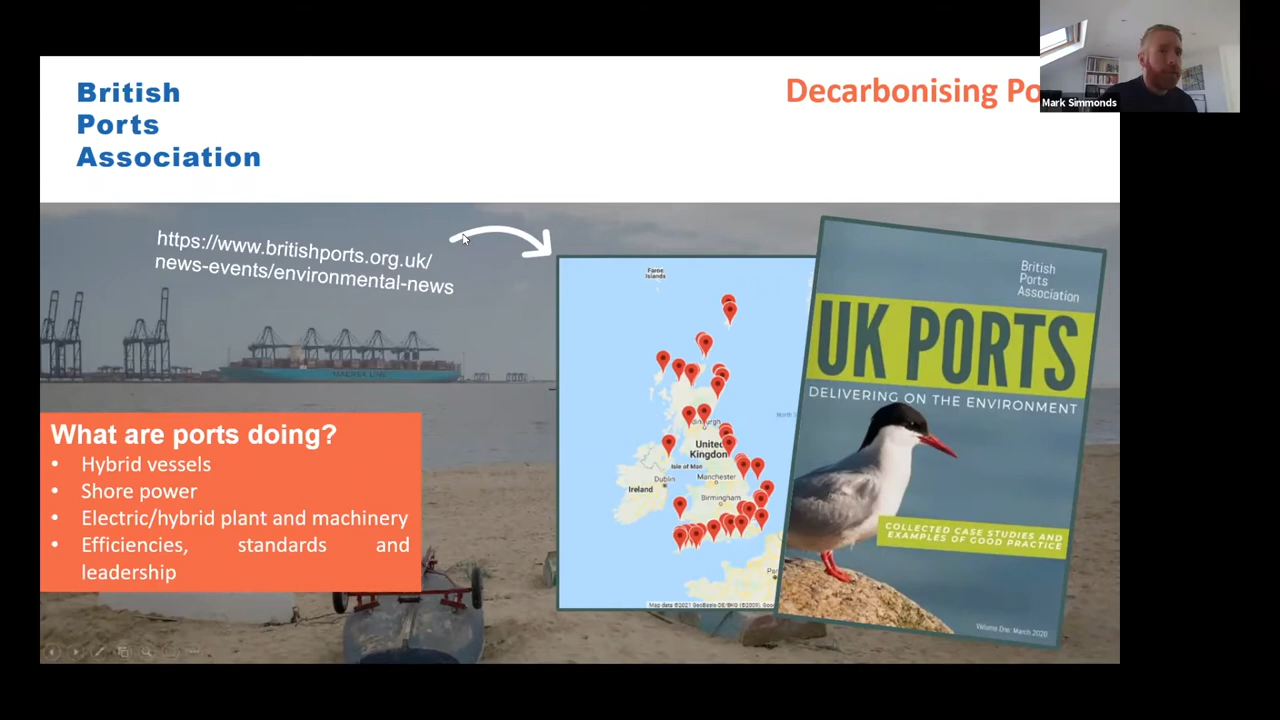 British
Ports
Association
Decarbonising Po
Mark Simmonds
https://www.britishports.org.uk/
news-events/environmental-news
Faroe
Islands
Edinburgh
United
Kingdom
Isle of Man
Dublin
Manchester
Ireland
Birmingham
North
MAERSK LINE
Map data ©2021 GeoBasis-DE/BKG (©2009), Goo
British
Ports
Association
UK PORTS
DELIVERING ON THE ENVIRONMENT
COLLECTED CASE STUDIES AND
EXAMPLES OF GOOD PRACTICE
Volume One: March 2020
What are ports doing?
• Hybrid vessels
• Shore power
• Electric/hybrid plant and machinery
• Efficiencies, standards and
leadership